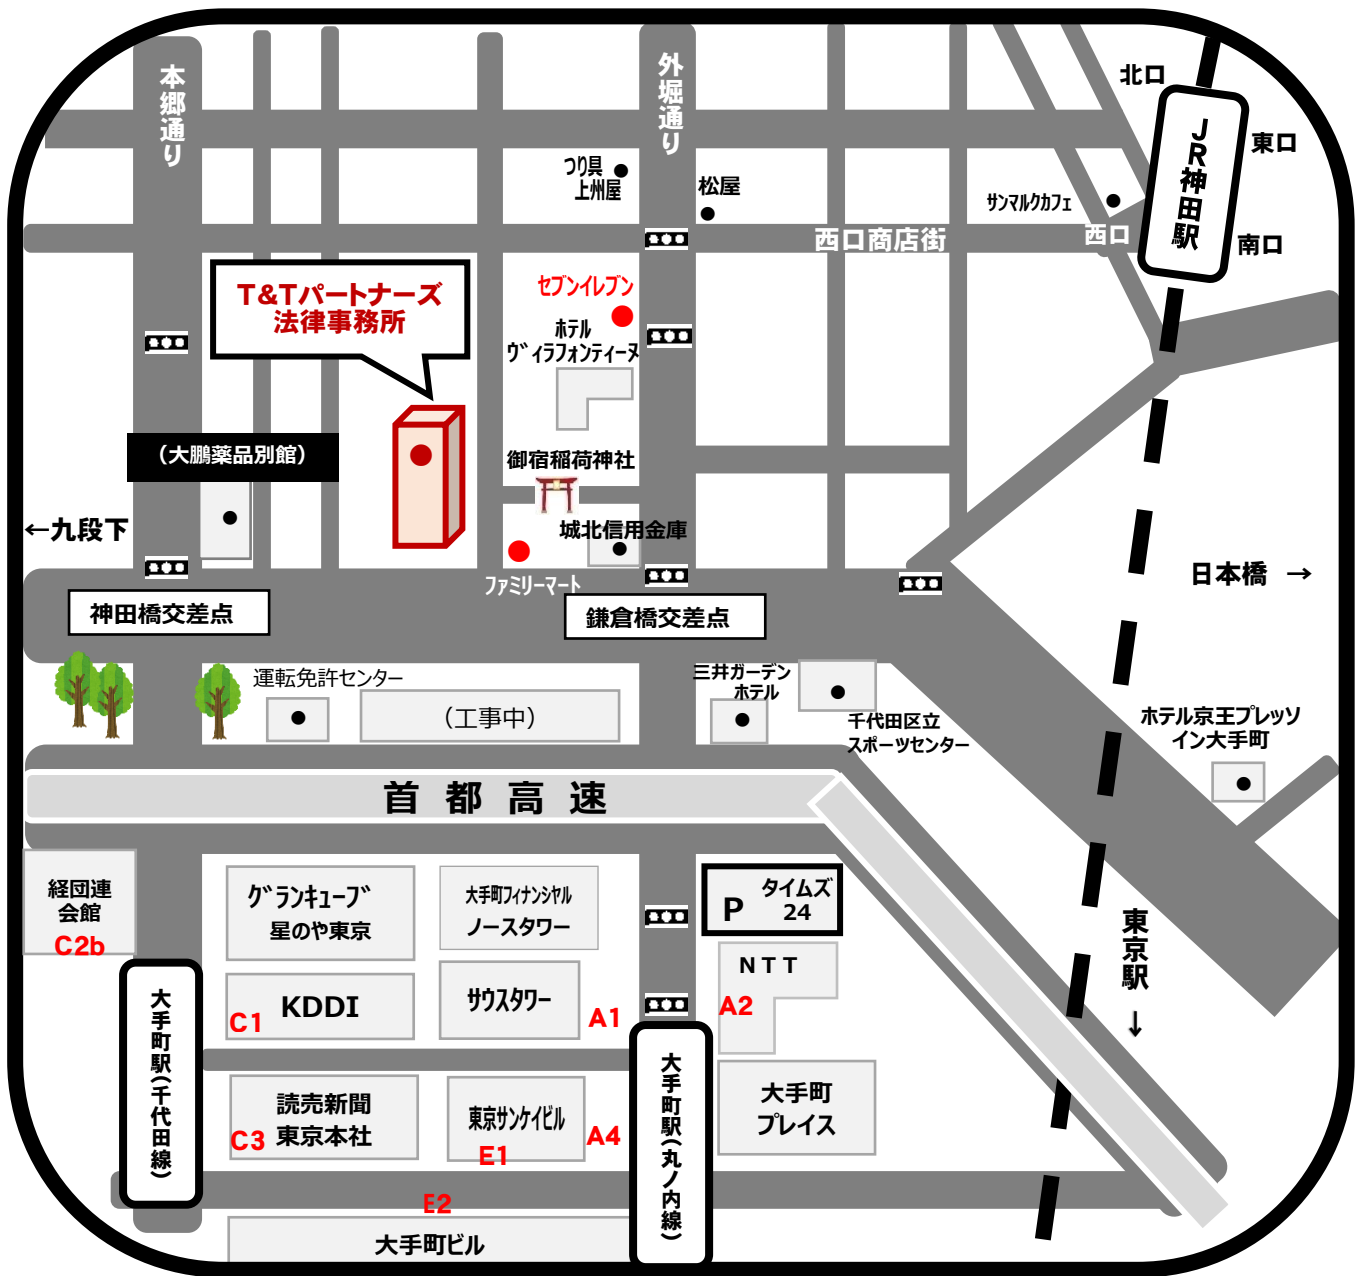 本郷通り
外堀通り
北口
東口
JR神田駅
つり具
上州屋
松屋
サンマルクカフェ
西口商店街
西口
南口
T&Tパートナーズ
法律事務所
セブンイレブン
ホテル
ヴィラフォンティーヌ
(大鵬薬品別館)
御宿稲荷神社
←九段下
城北信用金庫
日本橋 →
ファミリーマート
神田橋交差点
鎌倉橋交差点
運転免許センター
(工事中)
三井ガーデン
ホテル
千代田区立
スポーツセンター
ホテル京王プレッソ
イン大手町
首都高速
経団連
会館
C2b
グランキューブ
星のや東京
大手町フィナンシャル
ノースタワー
P タイムズ
24
東京駅
↓
NTT
A2
大手町駅(千代田線)
C1 KDDI
サウスタワー
A1
大手町駅(丸ノ内線)
読売新聞
C3 東京本社
東京サンケイビル
E1
A4
大手町
プレイス
E2
大手町ビル